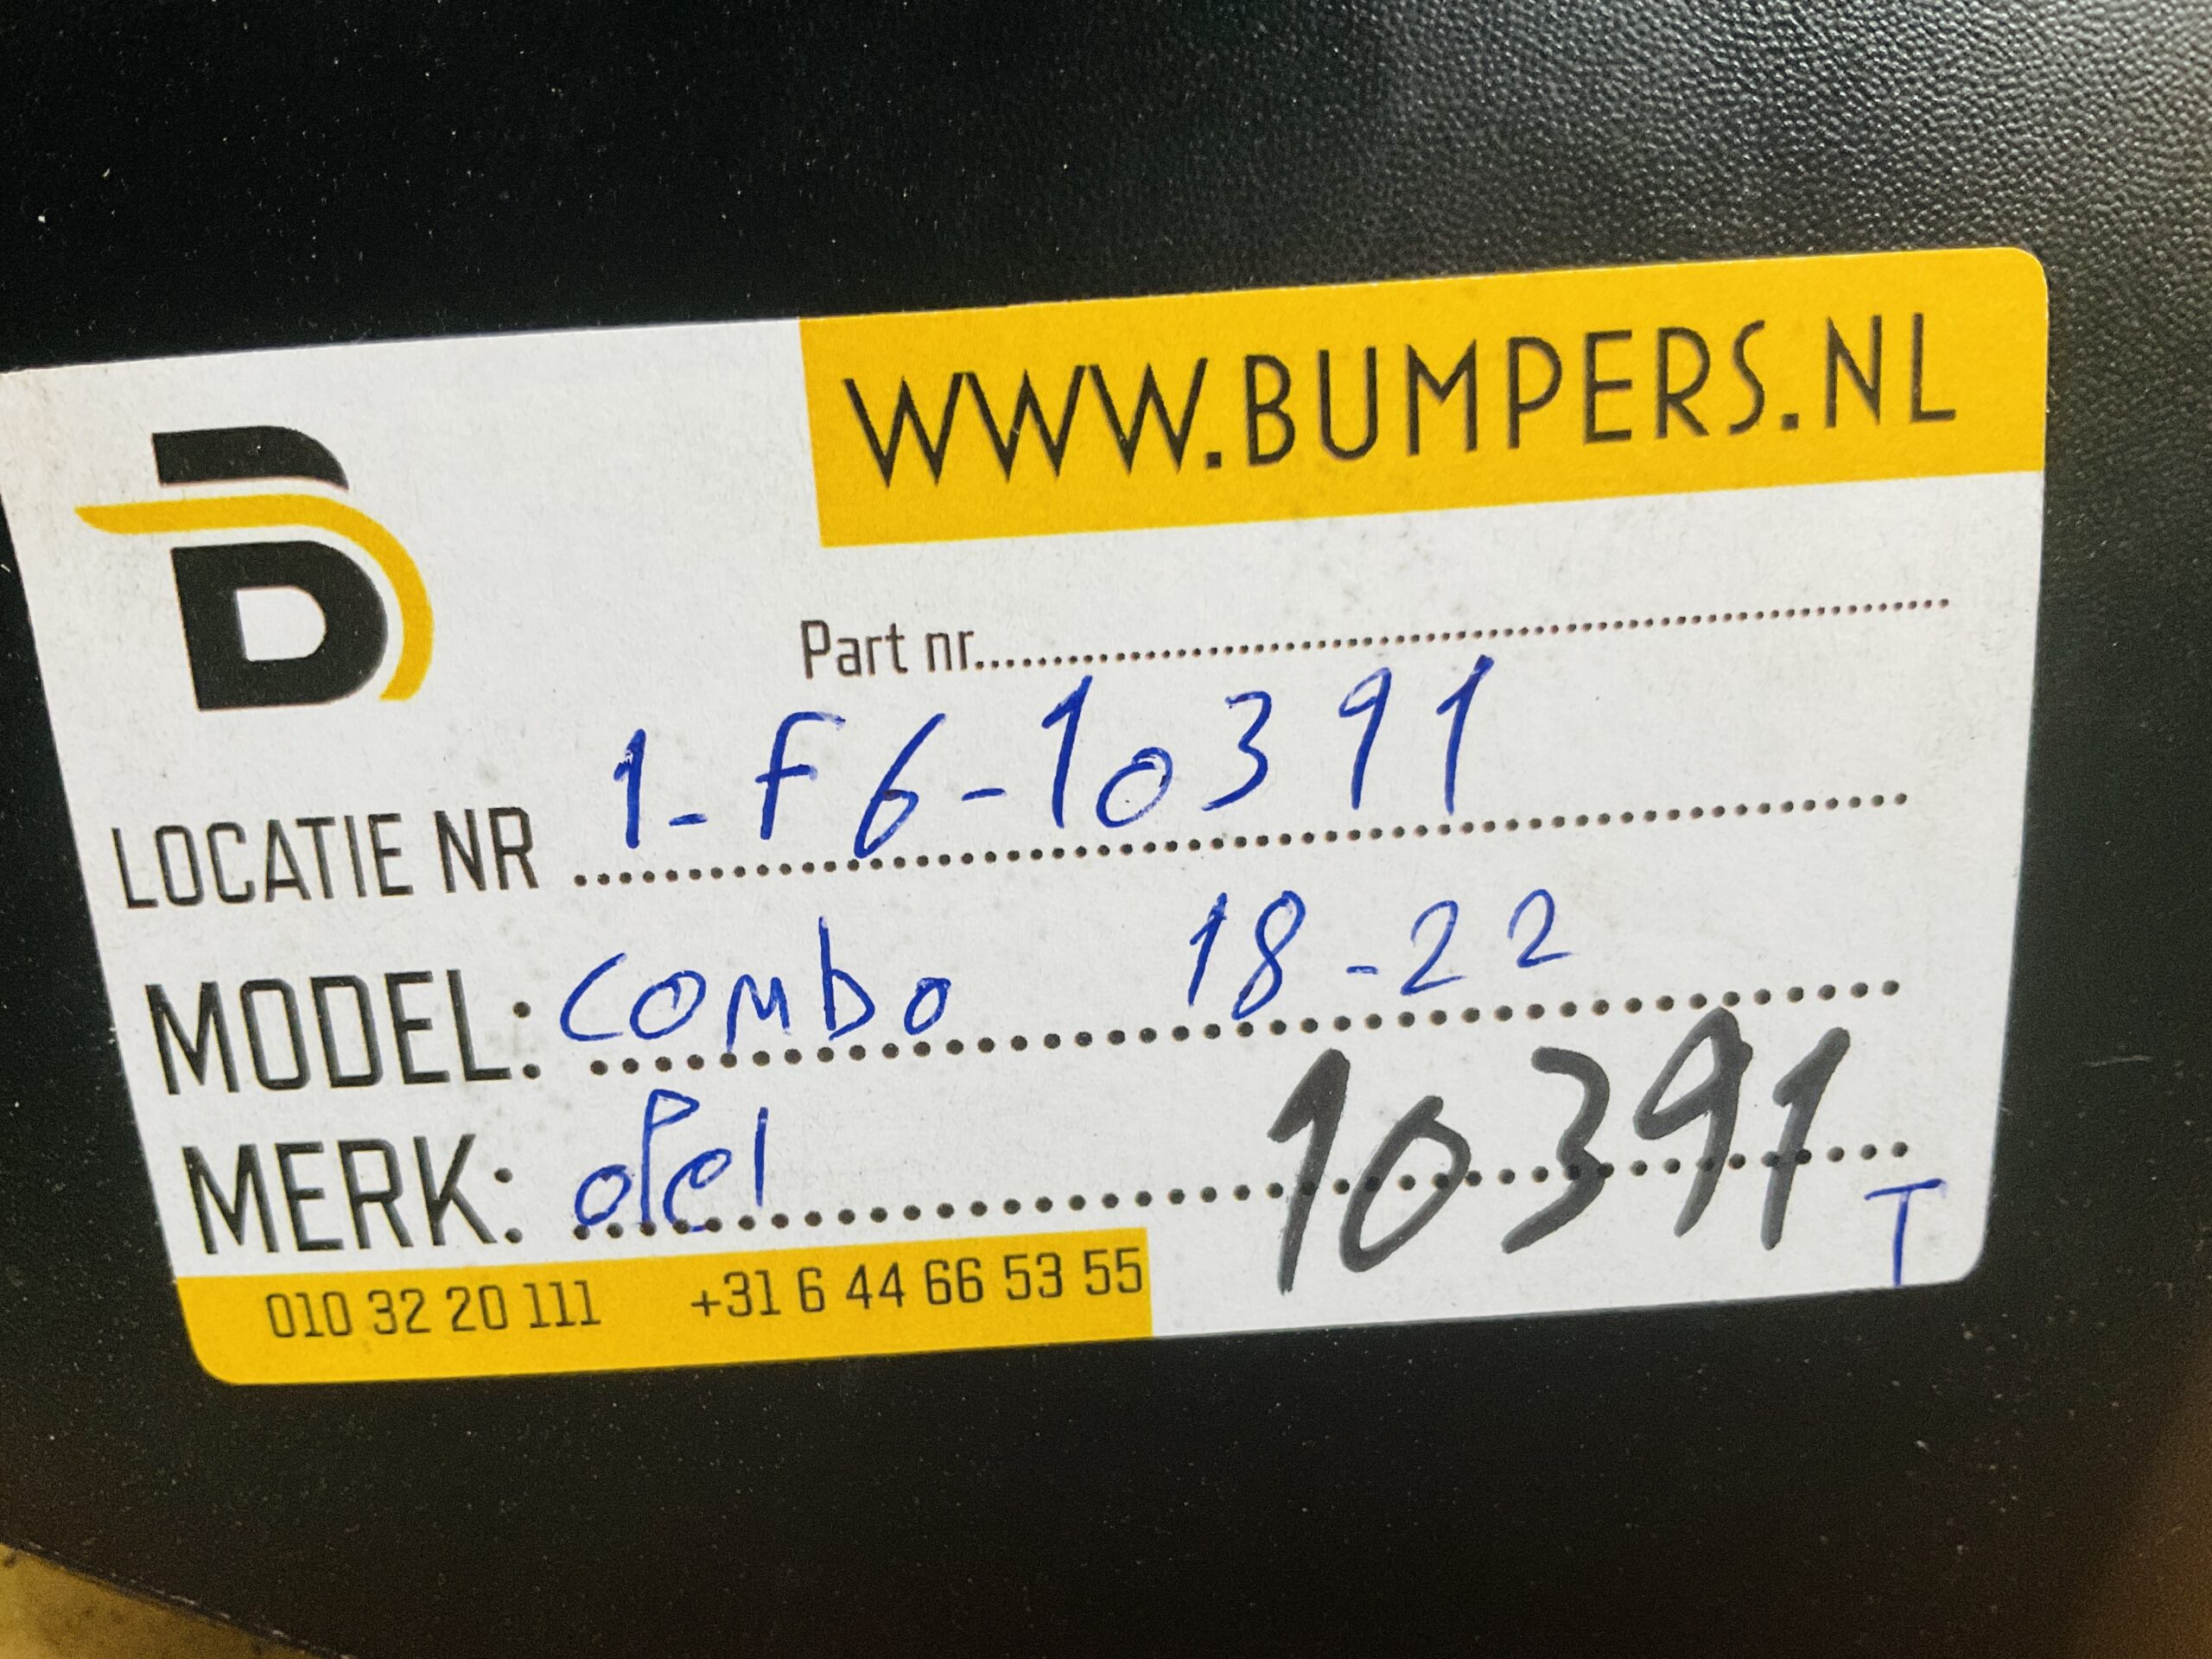 WWW.BUMPERS.NL
B
Part nr.....................................................
LOCATIE NR 1-F6-10391
MODEL: combo 18-22
MERK: opel 10391
T
010 32 20 111 +31 6 44 66 53 55